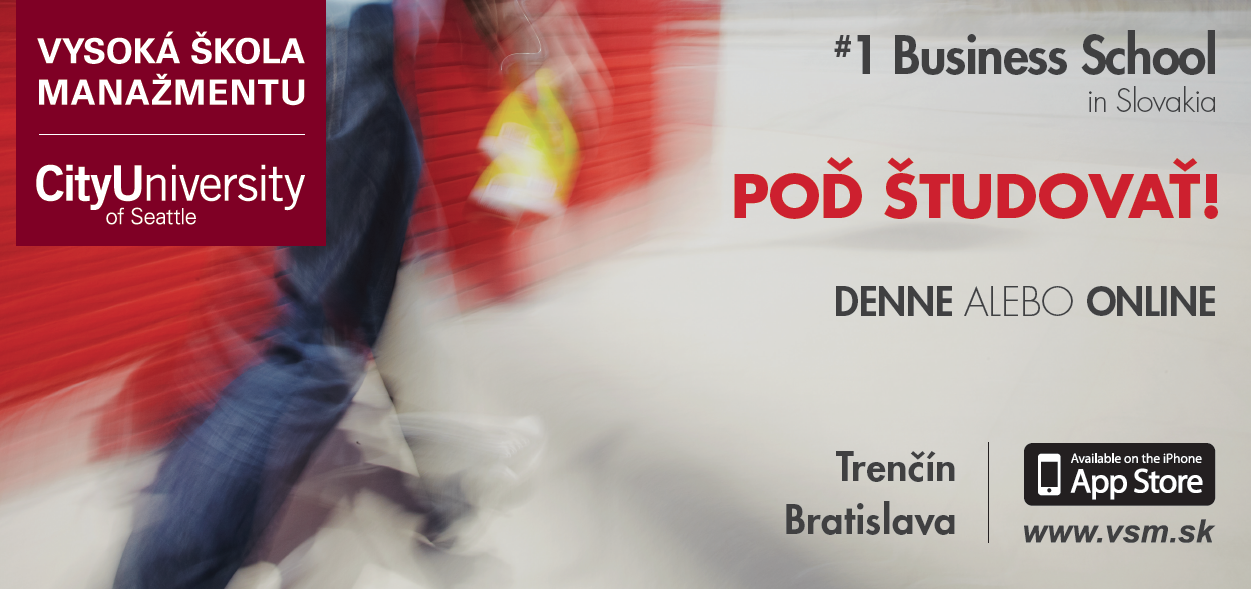 VYSOKÁ ŠKOLA
MANAŽMENTU
CityUniversity
of Seattle
#1 Business School
in Slovakia
POĎ ŠTUDOVAŤ!
DENNE ALEBO ONLINE
Trenčín
Bratislava
Available on the iPhone
App Store
www.vsm.sk